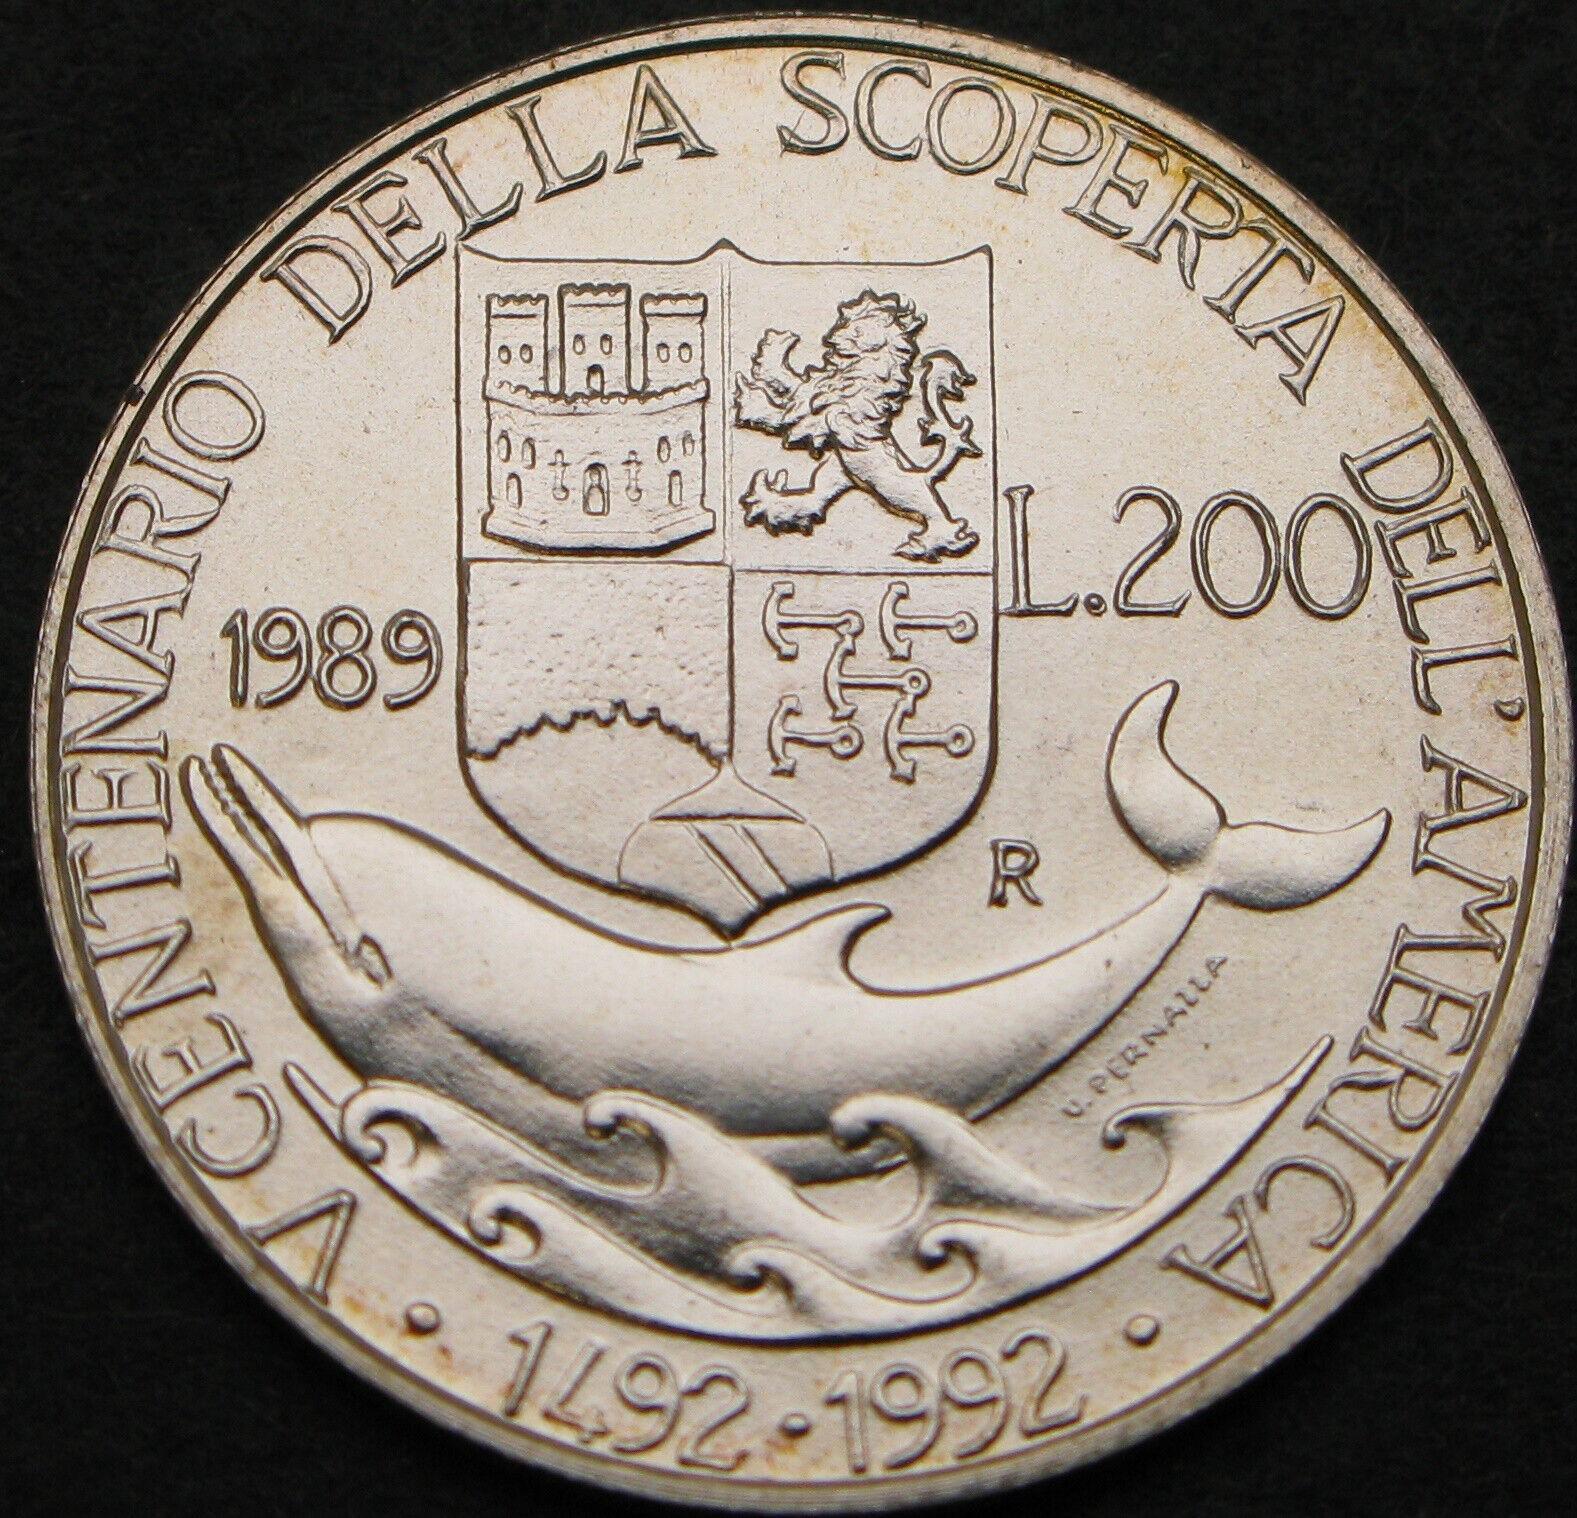 V CENTENARIO DELLA SCOPERTA DELL'AMERICA
1989
L.200
R
U. PERNAZZA
· 1492 · 1992 ·